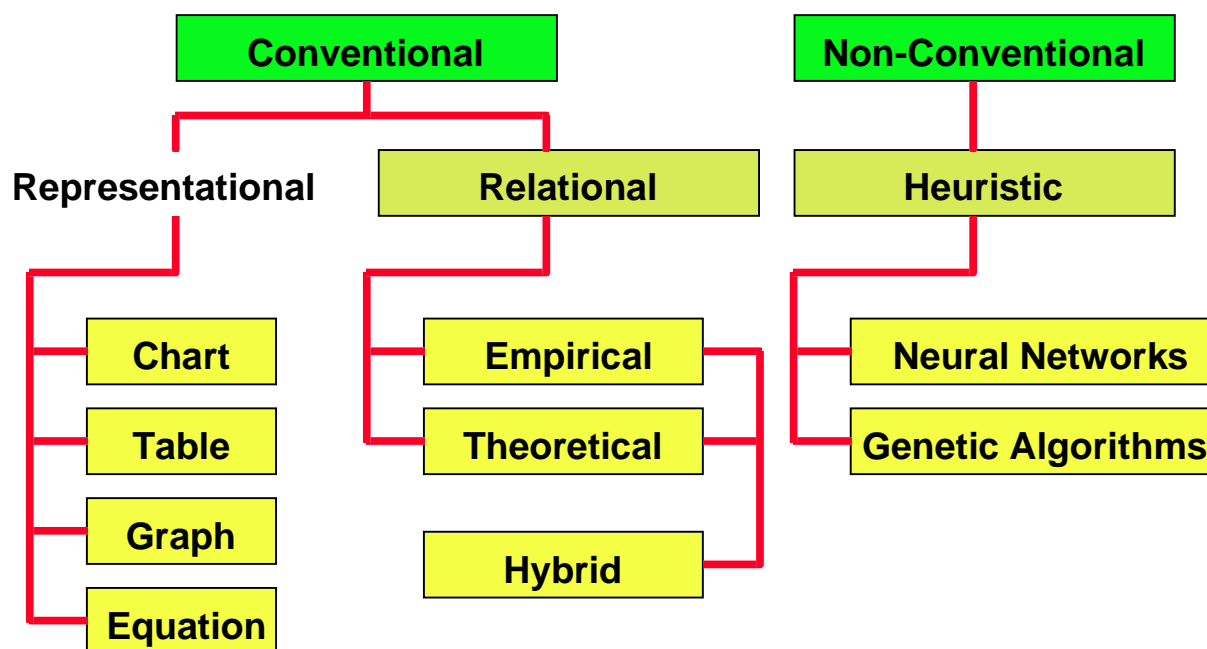 Conventional
Non-Conventional
Representational
Relational
Heuristic
Chart
Empirical
Neural Networks
Table
Theoretical
Genetic Algorithms
Graph
Hybrid
Equation